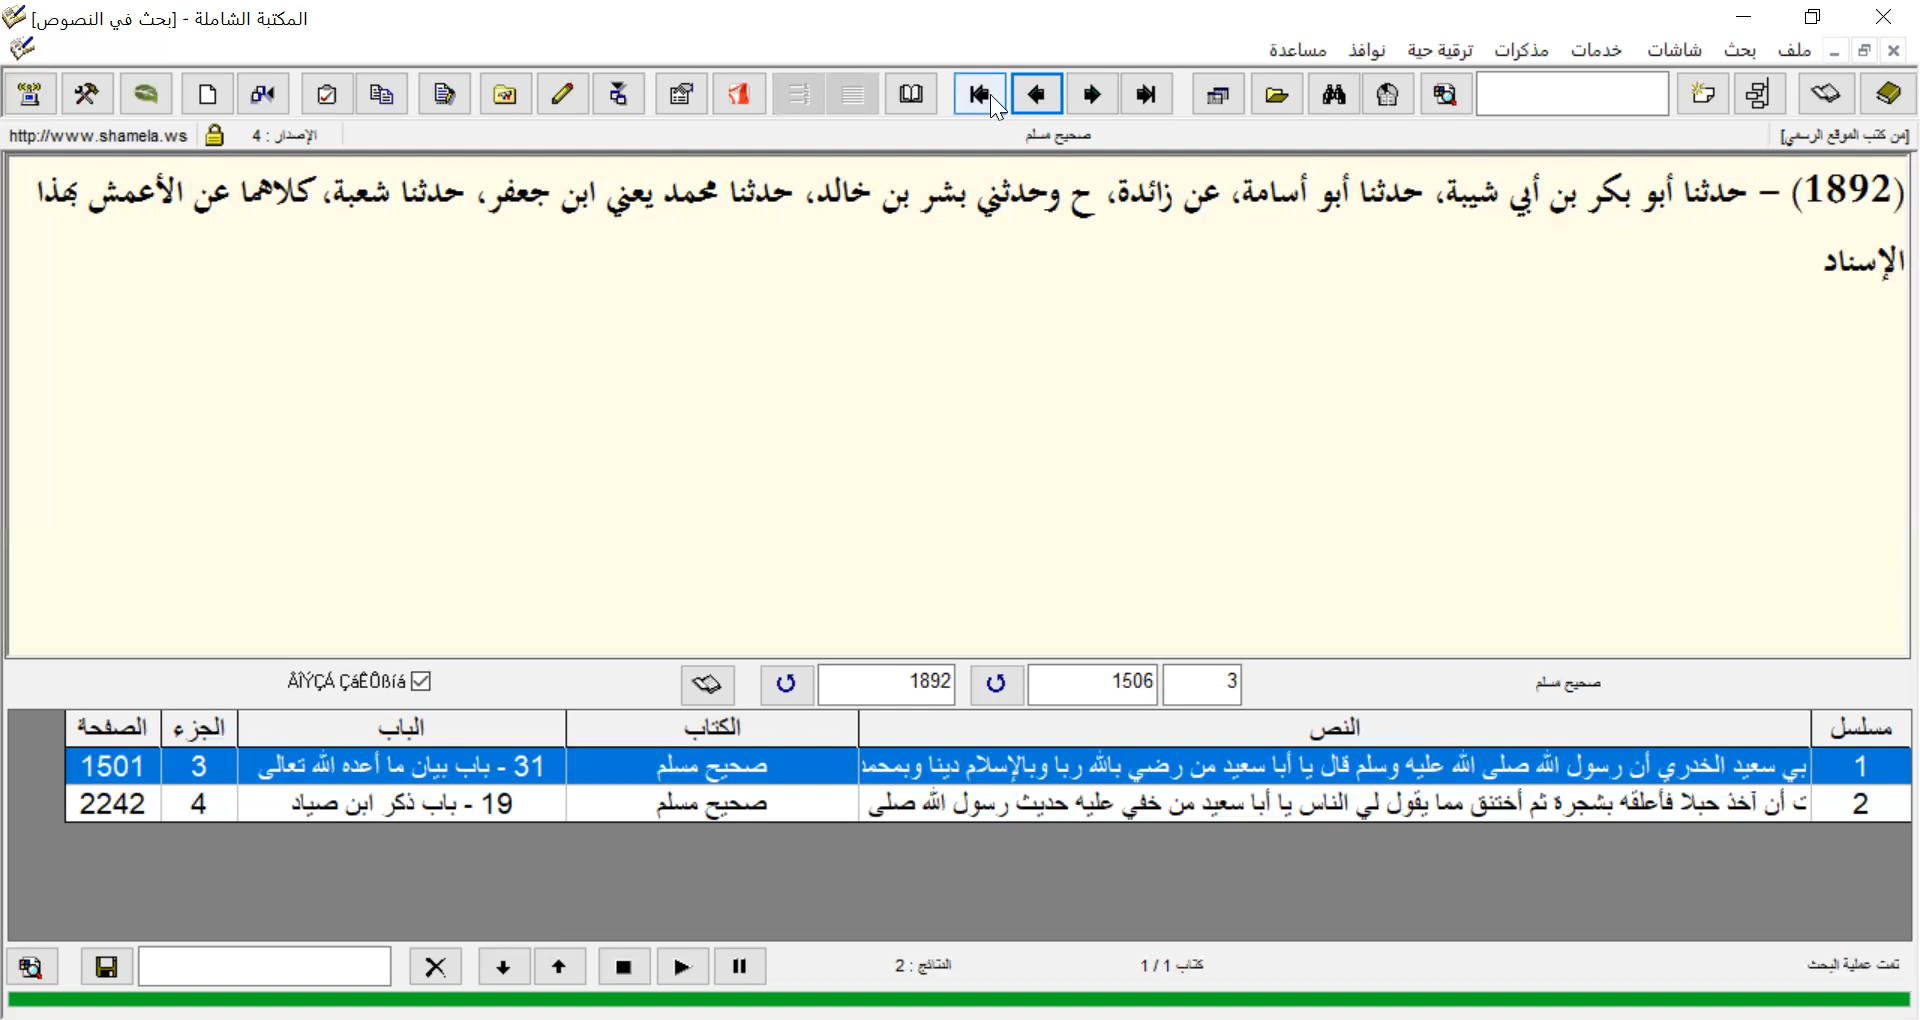 المكتبة الشاملة - [بحث في النصوص]
ملف بحث شاشات خدمات مذكرات ترقية حية نوافذ مساعدة
[من كتب الموقع الرسمي] صحيح مسلم الإصدار : 4 http://www.shamela.ws
(1892) – حدثنا أبو بكر بن أبي شيبة، حدثنا أبو أسامة، عن زائدة، ح وحدثني بشر بن خالد، حدثنا محمد يعني ابن جعفر، حدثنا شعبة، كلاهما عن الأعمش بهذا
الإسناد
صحيح مسلم 3 1506 1892 ÅÎÝÇÁ ÇáÊÔßíá
مسلسل النص الكتاب الباب الجزء الصفحة
1 بي سعيد الخدري أن رسول الله صلى الله عليه وسلم قال يا أبا سعيد من رضي بالله ربا وبالإسلام دينا وبمحمد صحيح مسلم 31 - باب بيان ما أعده الله تعالى 3 1501
2 ت أن آخذ حبلا فأعلقه بشجرة ثم أختنق مما يقول لي الناس يا أبا سعيد من خفي عليه حديث رسول الله صلى صحيح مسلم 19 - باب ذكر ابن صياد 4 2242
تمت عملية البحث كتاب 1 / 1 النتائج : 2